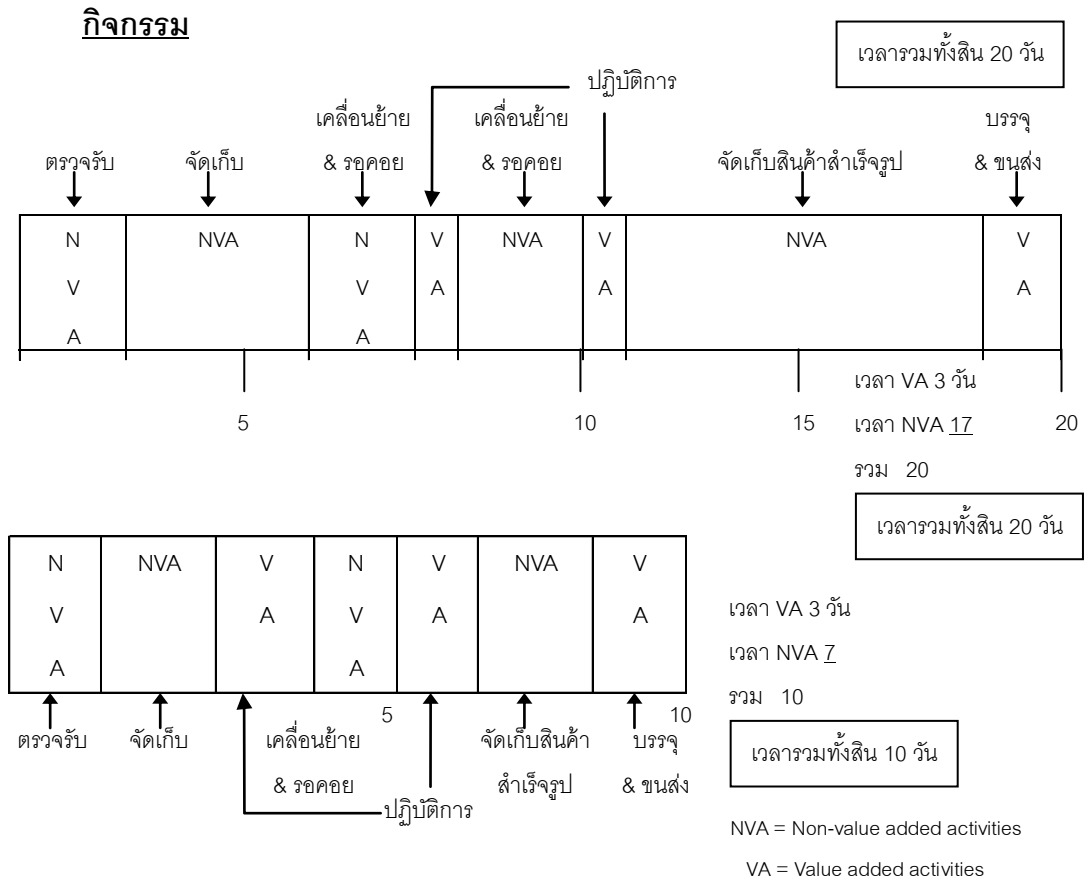 กิจกรรม
เวลารวมทั้งสิน 20 วัน
ปฏิบัติการ
เคลื่อนย้าย เคลื่อนย้าย บรรจุ
ตรวจรับ จัดเก็บ & รอคอย & รอคอย จัดเก็บสินค้าสำเร็จรูป & ขนส่ง
N NVA N V NVA V NVA V
V V A A A
A A
5 10 15 20
เวลา VA 3 วัน
เวลา NVA 17
รวม 20
เวลารวมทั้งสิน 20 วัน
N NVA V N V NVA V
V A V A A
A A
5 10
ตรวจรับ จัดเก็บ เคลื่อนย้าย จัดเก็บสินค้า บรรจุ
& รอคอย สำเร็จรูป & ขนส่ง
ปฏิบัติการ
เวลา VA 3 วัน
เวลา NVA 7
รวม 10
เวลารวมทั้งสิน 10 วัน
NVA = Non-value added activities
VA = Value added activities